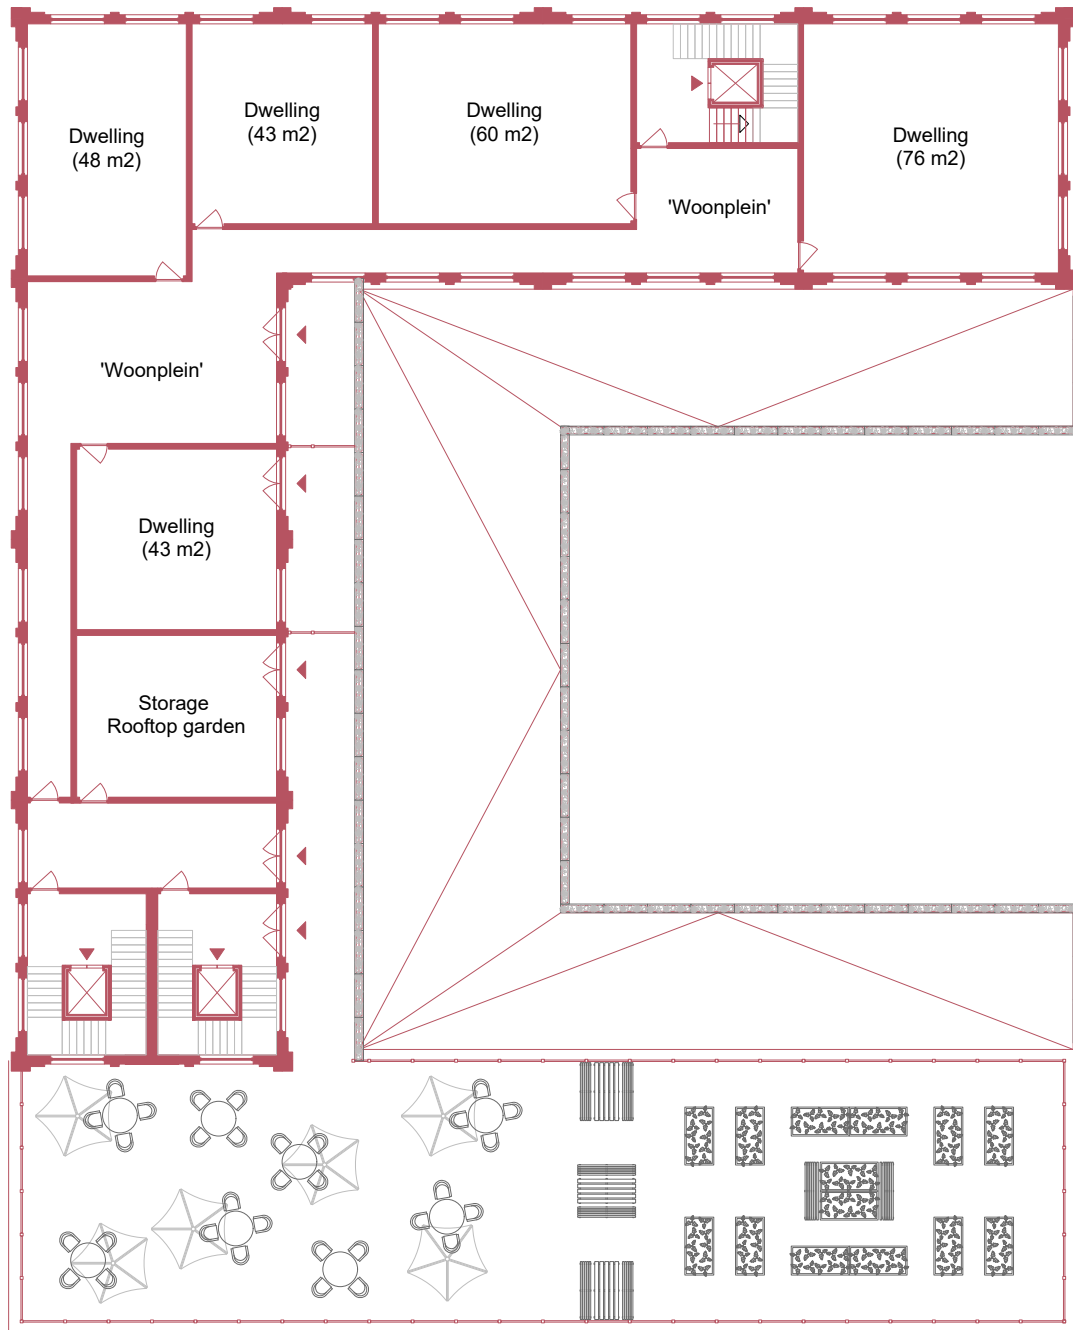 Dwelling
(48 m2)
Dwelling
(43 m2)
Dwelling
(60 m2)
Dwelling
(76 m2)
'Woonplein'
'Woonplein'
Dwelling
(43 m2)
Storage
Rooftop garden